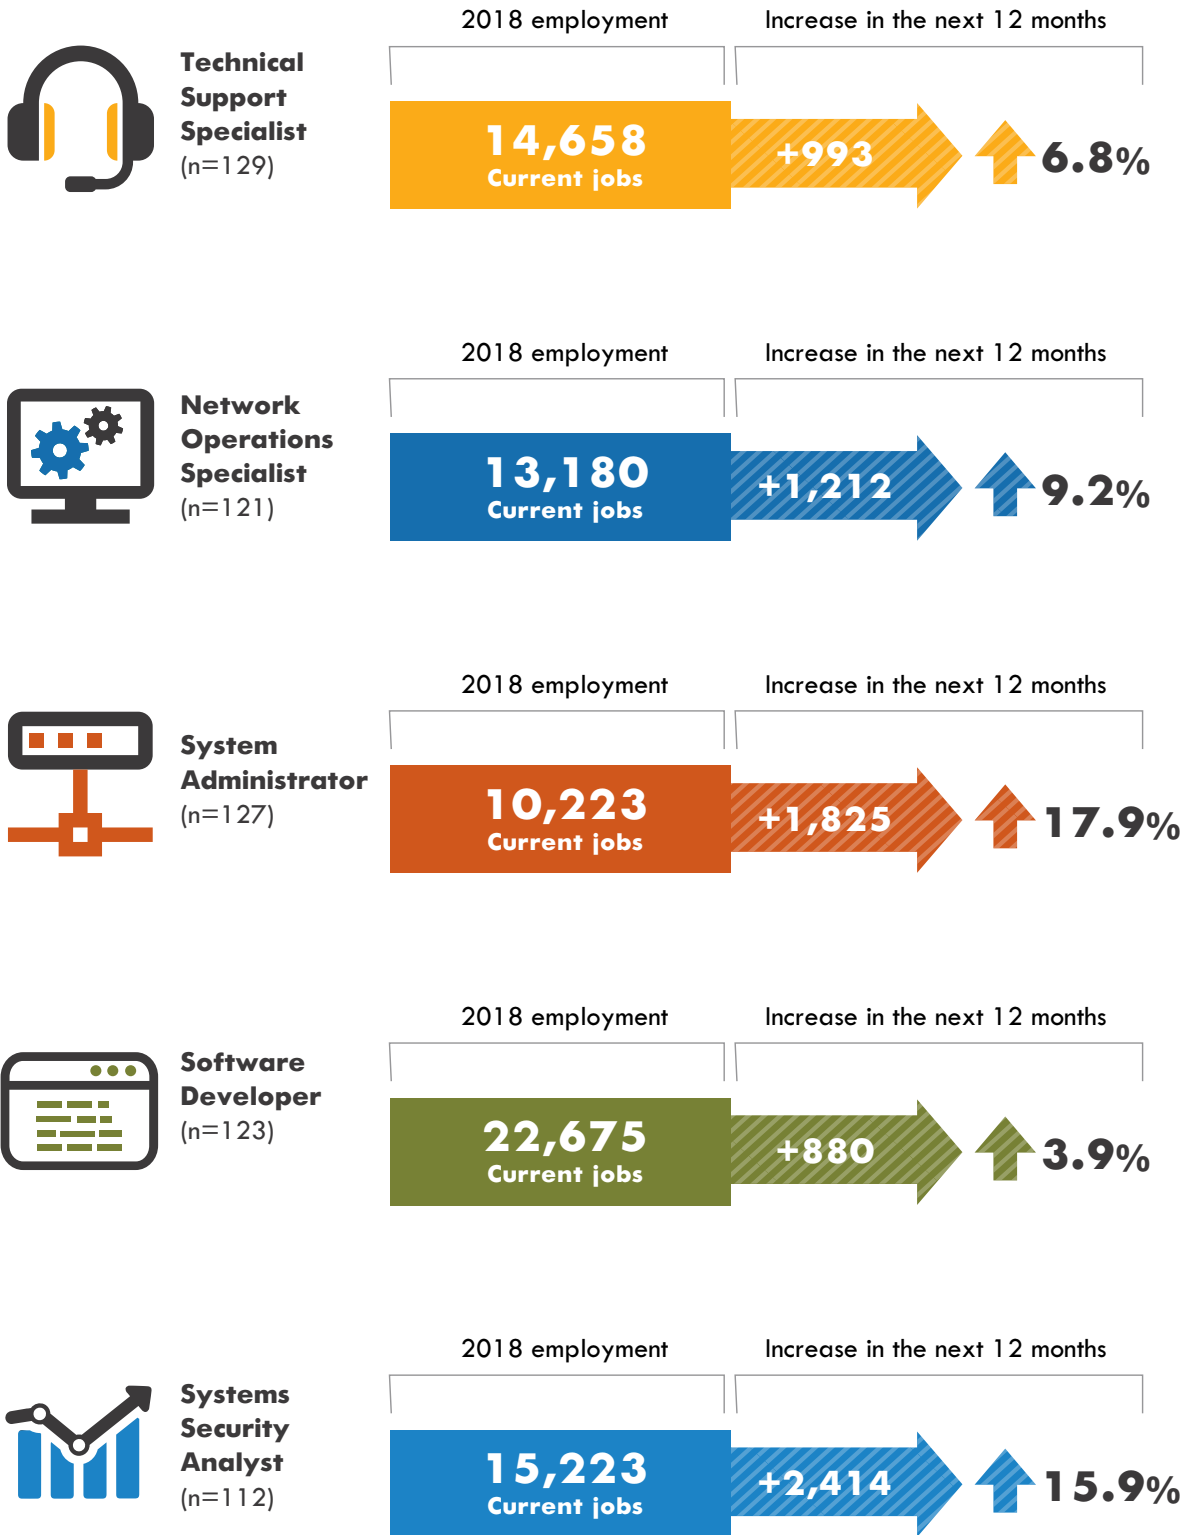 2018 employment
Increase in the next 12 months
Technical
Support
Specialist
(n=129)
14,658
Current jobs
+993
6.8%
2018 employment
Increase in the next 12 months
Network
Operations
Specialist
(n=121)
13,180
Current jobs
+1,212
9.2%
2018 employment
Increase in the next 12 months
System
Administrator
(n=127)
10,223
Current jobs
+1,825
17.9%
2018 employment
Increase in the next 12 months
Software
Developer
(n=123)
22,675
Current jobs
+880
3.9%
2018 employment
Increase in the next 12 months
Systems
Security
Analyst
(n=112)
15,223
Current jobs
+2,414
15.9%